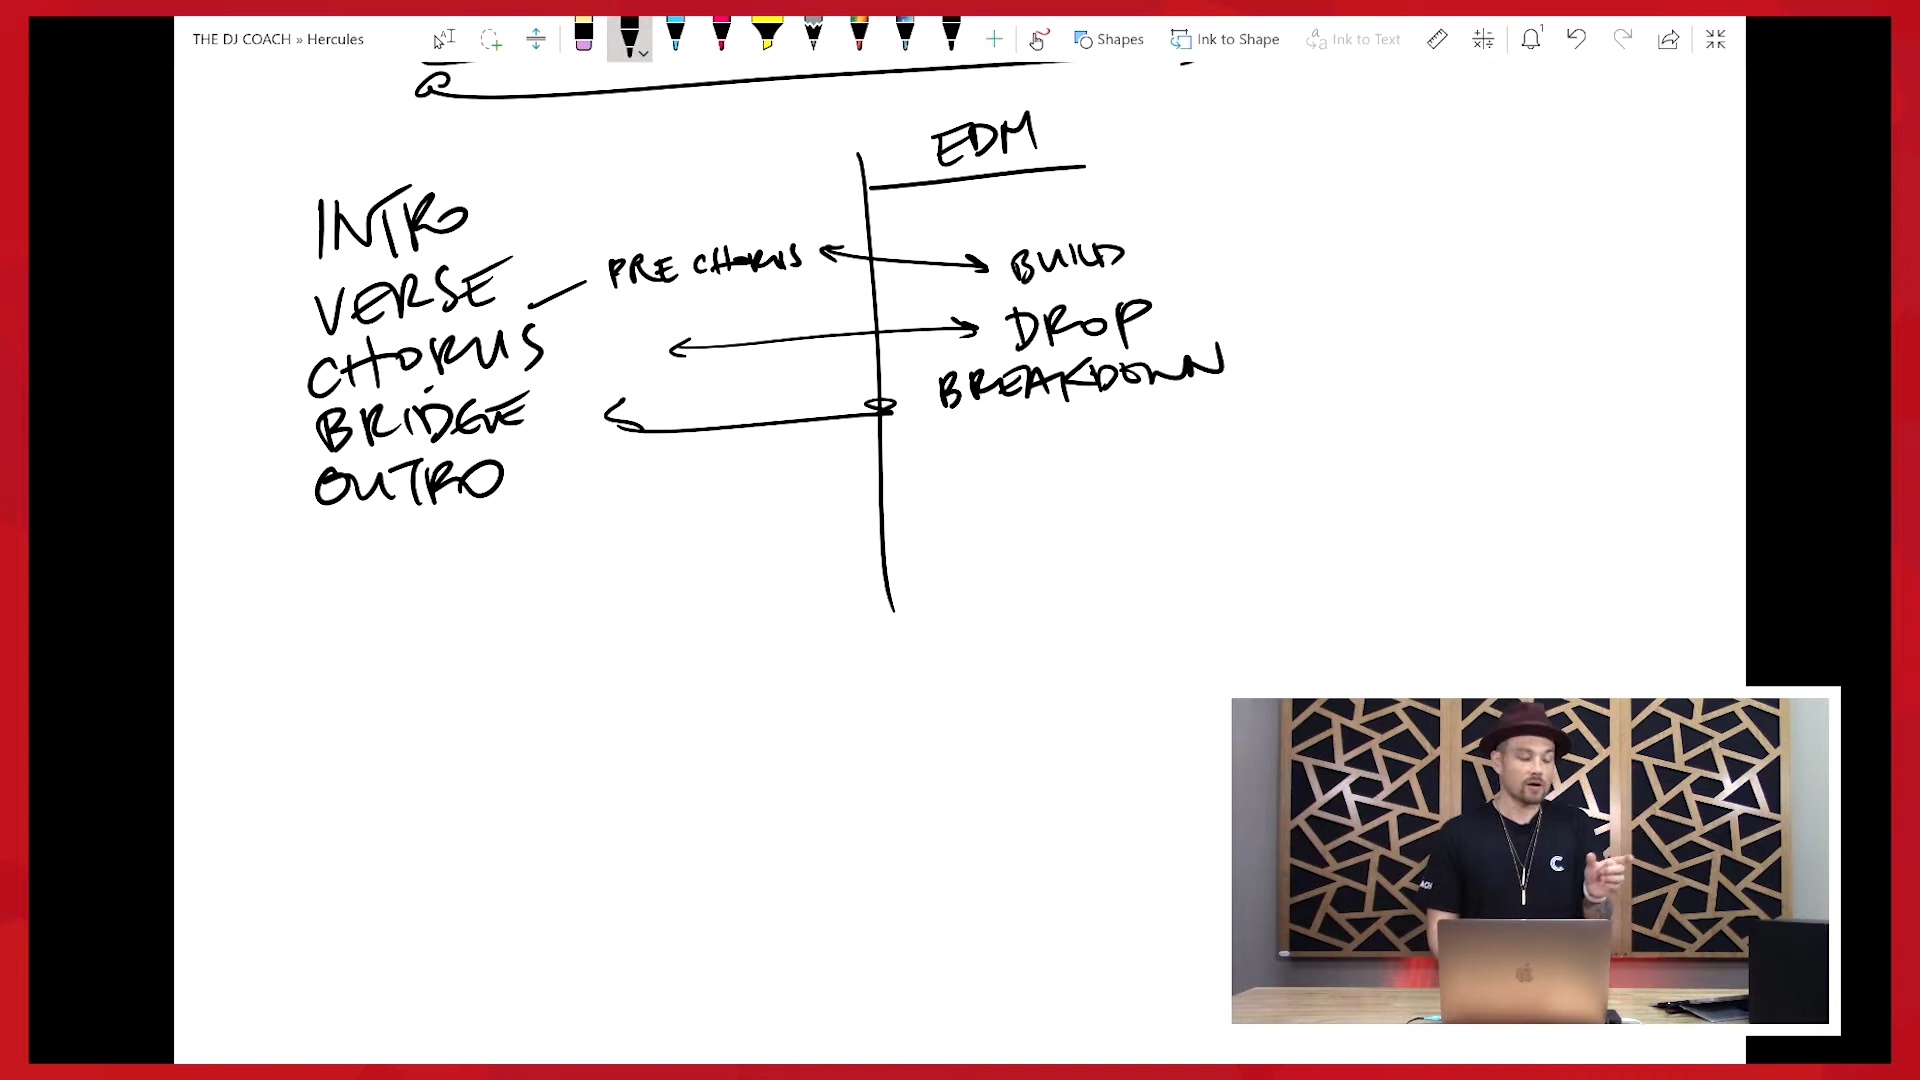 THE DJ COACH » Hercules
Shapes
Ink to Shape
Ink to Text
1
EDM
INTRO
VERSE
PRE CHORUS
BUILD
CHORUS
DROP
BRIDGE
BREAKDOWN
OUTRO
C